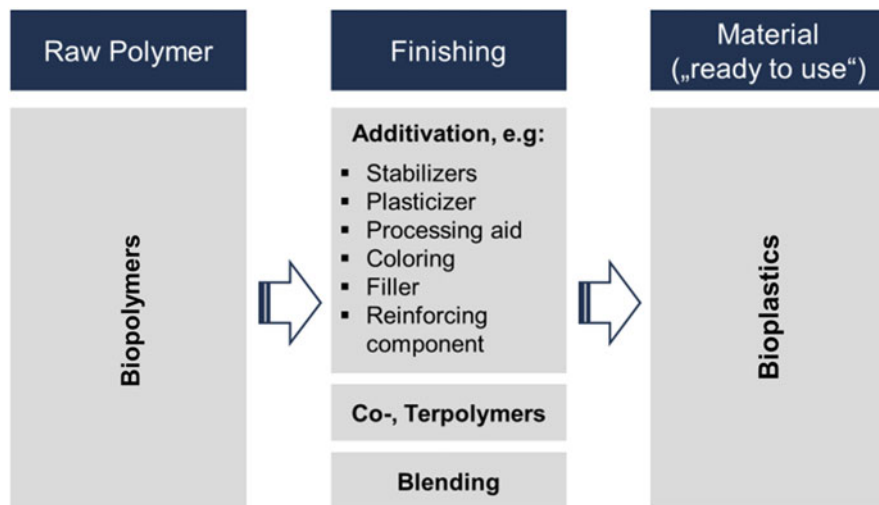 Raw Polymer
Finishing
Material
(„ready to use“)
Biopolymers
Additivation, e.g:
▪ Stabilizers
▪ Plasticizer
▪ Processing aid
▪ Coloring
▪ Filler
▪ Reinforcing
component
Co-, Terpolymers
Blending
Bioplastics